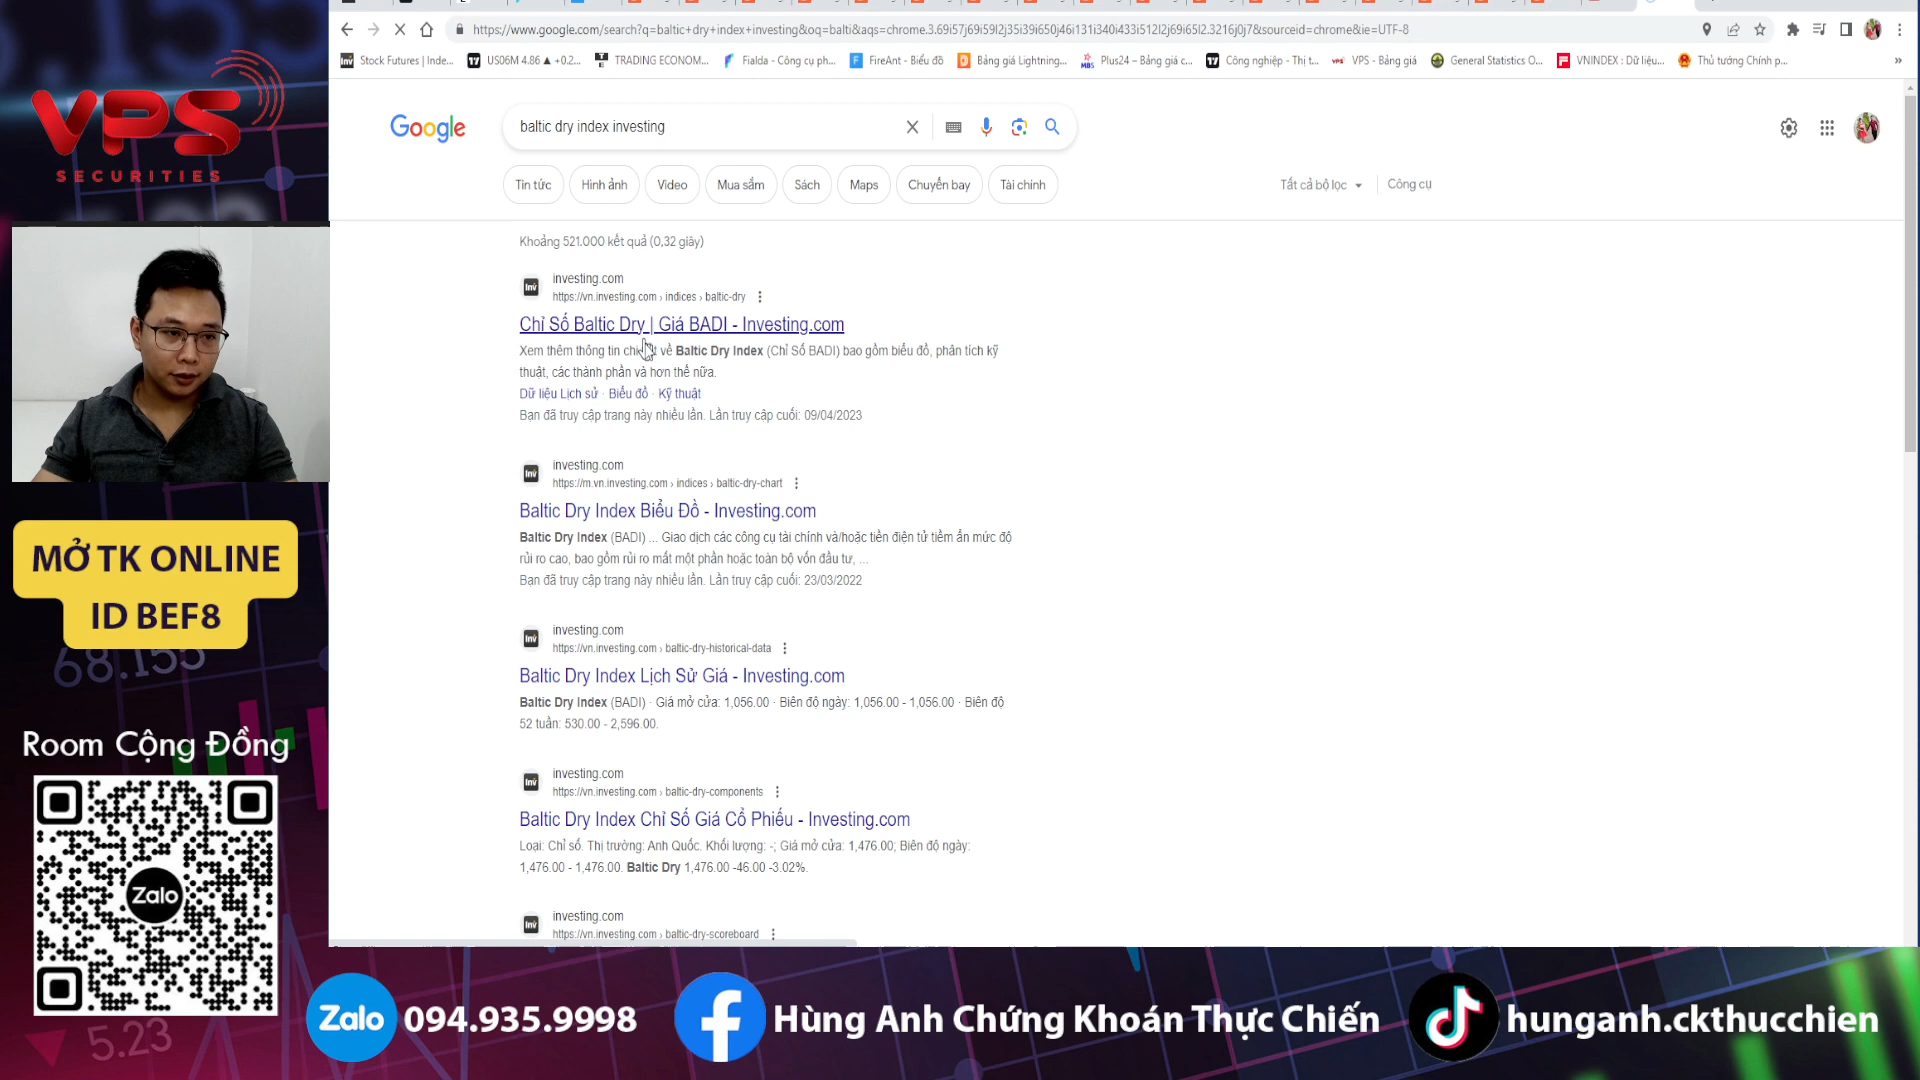 VPS
SECURITIES
MỞ TK ONLINE
ID BEF8
68.155
Room Cộng Đồng
Zalo
5.23
https://www.google.com/search?q=baltic+dry+index+investing&oq=balti&aqs=chrome.3.69i57j69i59l2j35i39i650j46i131i340i433i512l2j69i65l2.3216j0j7&sourceid=chrome&ie=UTF-8
Stock Futures | Inde...
US06M 4.86 ▲ +0.2...
TRADING ECONOM...
Fialda - Công cụ ph...
FireAnt - Biểu đồ
Bảng giá Lightning...
Plus24 – Bảng giá c...
Công nghiệp - Thị t...
VPS - Bảng giá
General Statistics O...
VNINDEX : Dữ liệu...
Thủ tướng Chính p...
Google
baltic dry index investing
Tin tức
Hình ảnh
Video
Mua sắm
Sách
Maps
Chuyến bay
Tài chính
Tất cả bộ lọc
Công cụ
Khoảng 521.000 kết quả (0,32 giây)
investing.com
https://vn.investing.com › indices › baltic-dry
Chỉ Số Baltic Dry | Giá BADI - Investing.com
Xem thêm thông tin chi về Baltic Dry Index (Chỉ Số BADI) bao gồm biểu đồ, phân tích kỹ
thuật, các thành phần và hơn thế nữa.
Dữ liệu Lịch sử · Biểu đồ · Kỹ thuật
Bạn đã truy cập trang này nhiều lần. Lần truy cập cuối: 09/04/2023
investing.com
https://m.vn.investing.com › indices › baltic-dry-chart
Baltic Dry Index Biểu Đồ - Investing.com
Baltic Dry Index (BADI) ... Giao dịch các công cụ tài chính và/hoặc tiền điện tử tiềm ẩn mức độ
rủi ro cao, bao gồm rủi ro mất một phần hoặc toàn bộ vốn đầu tư, ...
Bạn đã truy cập trang này nhiều lần. Lần truy cập cuối: 23/03/2022
investing.com
https://vn.investing.com › baltic-dry-historical-data
Baltic Dry Index Lịch Sử Giá - Investing.com
Baltic Dry Index (BADI) · Giá mở cửa: 1,056.00 · Biên độ ngày: 1,056.00 - 1,056.00 · Biên độ
52 tuần: 530.00 - 2,596.00.
investing.com
https://vn.investing.com › baltic-dry-components
Baltic Dry Index Chỉ Số Giá Cổ Phiếu - Investing.com
Loại: Chỉ số. Thị trường: Anh Quốc. Khối lượng: -; Giá mở cửa: 1,476.00; Biên độ ngày:
1,476.00 - 1,476.00. Baltic Dry 1,476.00 -46.00 -3.02%.
investing.com
https://vn.investing.com › baltic-dry-scoreboard
Zalo 094.935.9998
Hùng Anh Chứng Khoán Thực Chiến
hunganh.ckthucchien